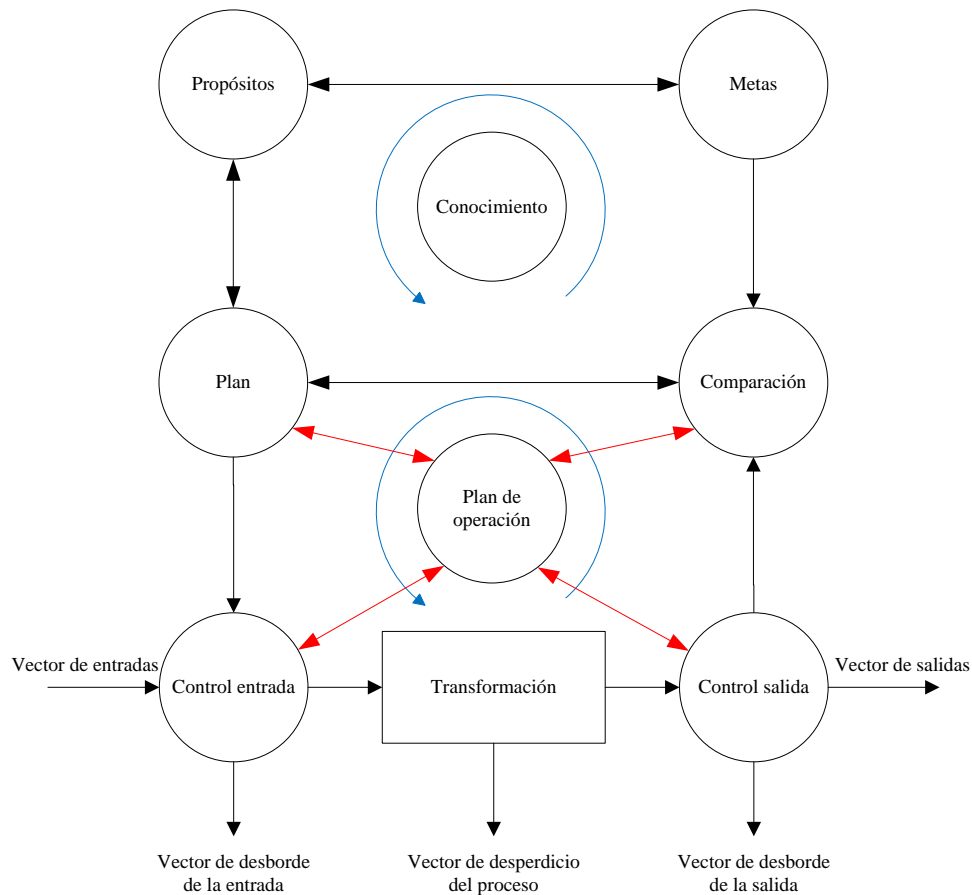 Propósitos
Metas
Conocimiento
Plan
Comparación
Plan de
operación
Vector de entradas
Control entrada
Transformación
Control salida
Vector de salidas
Vector de desborde
de la entrada
Vector de desperdicio
del proceso
Vector de desborde
de la salida